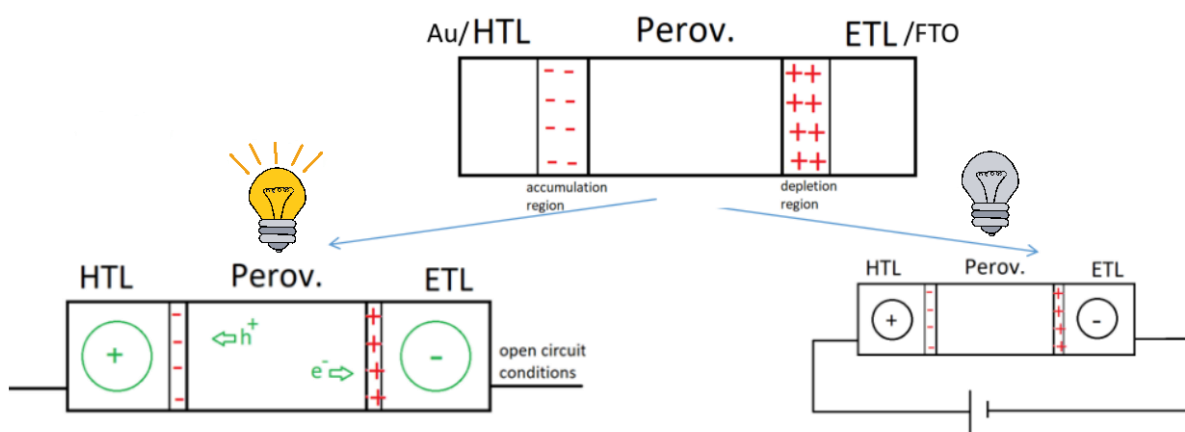 Au/HTL Perov. ETL/FTO
-- ++
-- ++
-- ++
-- ++
accumulation region
depletion region
HTL Perov. ETL
+ - h⁺ + -
- +
- e⁻ +
- +
open circuit
conditions
HTL Perov. ETL
+ - + -
- +
- +
- +